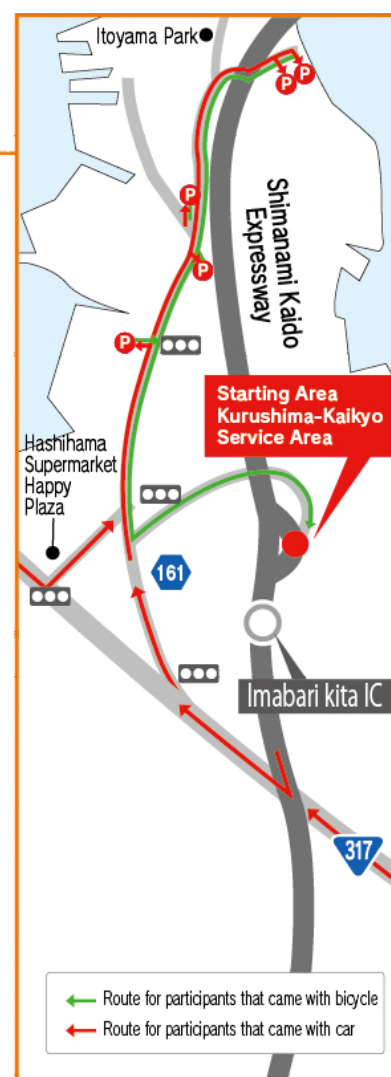 Itoyama Park
P
P
P
P
P
Shimanami Kaido
Expressway
Starting Area
Kurushima-Kaikyo
Service Area
Hashihama
Supermarket
Happy
Plaza
161
Imabari kita IC
317
Route for participants that came with bicycle
Route for participants that came with car